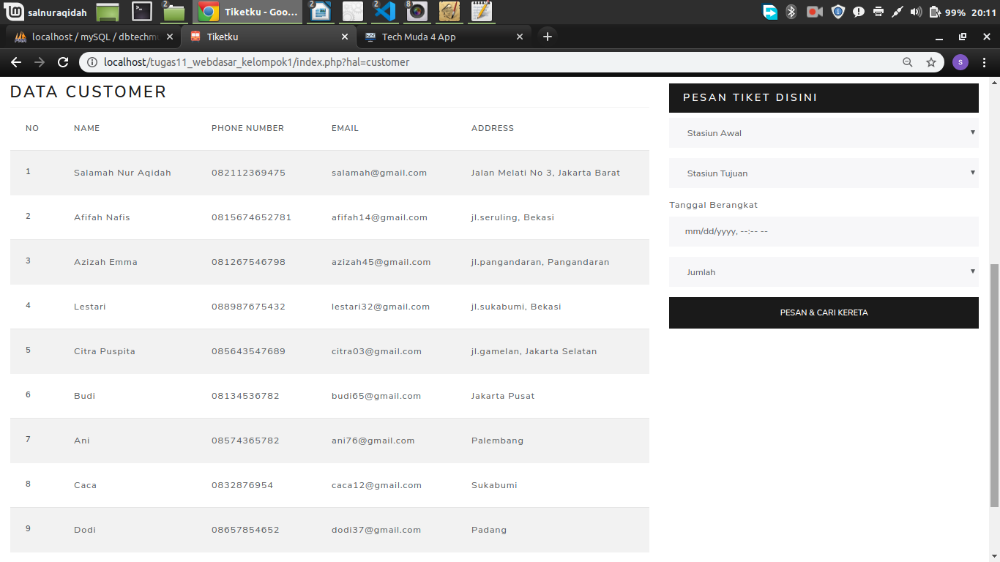 salnuraqidah
2
Tiketku - Goo...
2
2
8
99%
20:11
localhost / mySQL / dbtechmu
Tiketku
Tech Muda 4 App
localhost/tugas11_webdasar_kelompok1/index.php?hal=customer
S
DATA CUSTOMER
NO NAME PHONE NUMBER EMAIL ADDRESS
1 Salamah Nur Aqidah 082112369475 salamah@gmail.com Jalan Melati No 3, Jakarta Barat
2 Afifah Nafis 0815674652781 afifah14@gmail.com jl.seruling, Bekasi
3 Azizah Emma 081267546798 azizah45@gmail.com jl.pangandaran, Pangandaran
4 Lestari 088987675432 lestari32@gmail.com jl.sukabumi, Bekasi
5 Citra Puspita 085643547689 citra03@gmail.com jl.gamelan, Jakarta Selatan
6 Budi 08134536782 budi65@gmail.com Jakarta Pusat
7 Ani 08574365782 ani76@gmail.com Palembang
8 Caca 0832876954 caca12@gmail.com Sukabumi
9 Dodi 08657854652 dodi37@gmail.com Padang
PESAN TIKET DISINI
Stasiun Awal
Stasiun Tujuan
Tanggal Berangkat
mm/dd/yyyy, --:-- --
Jumlah
PESAN & CARI KERETA